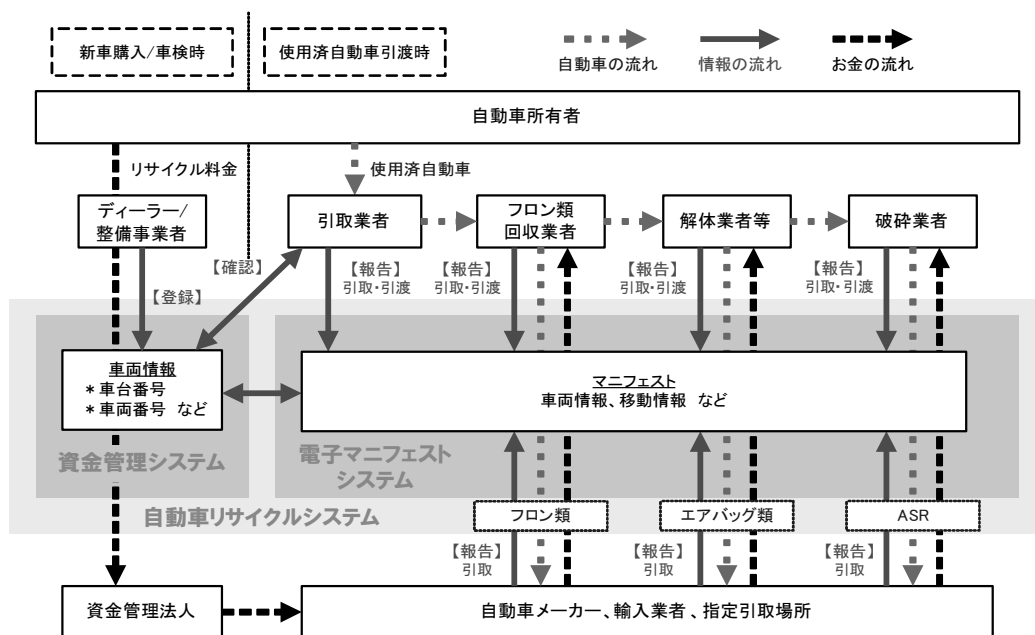 新車購入/車検時
使用済自動車引渡時
自動車の流れ
情報の流れ
お金の流れ
自動車所有者
リサイクル料金
使用済自動車
ディーラー/
整備事業者
引取業者
フロン類
回収業者
解体業者等
破砕業者
【確認】
【登録】
【報告】
引取・引渡
【報告】
引取・引渡
【報告】
引取・引渡
【報告】
引取・引渡
車両情報
*車台番号
*車両番号 など
マニフェスト
車両情報、移動情報 など
資金管理システム
電子マニフェスト
システム
自動車リサイクルシステム
フロン類
エアバッグ類
ASR
【報告】
引取
【報告】
引取
【報告】
引取
資金管理法人
自動車メーカー、輸入業者、指定引取場所